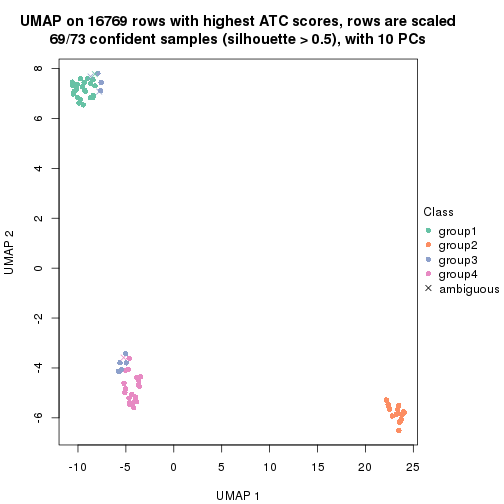 UMAP on 16769 rows with highest ATC scores, rows are scaled
69/73 confident samples (silhouette > 0.5), with 10 PCs
8
6
4
2
0
-2
-4
-6
UMAP 2
-10
-5
0
5
10
15
20
25
UMAP 1
Class
group1
group2
group3
group4
ambiguous